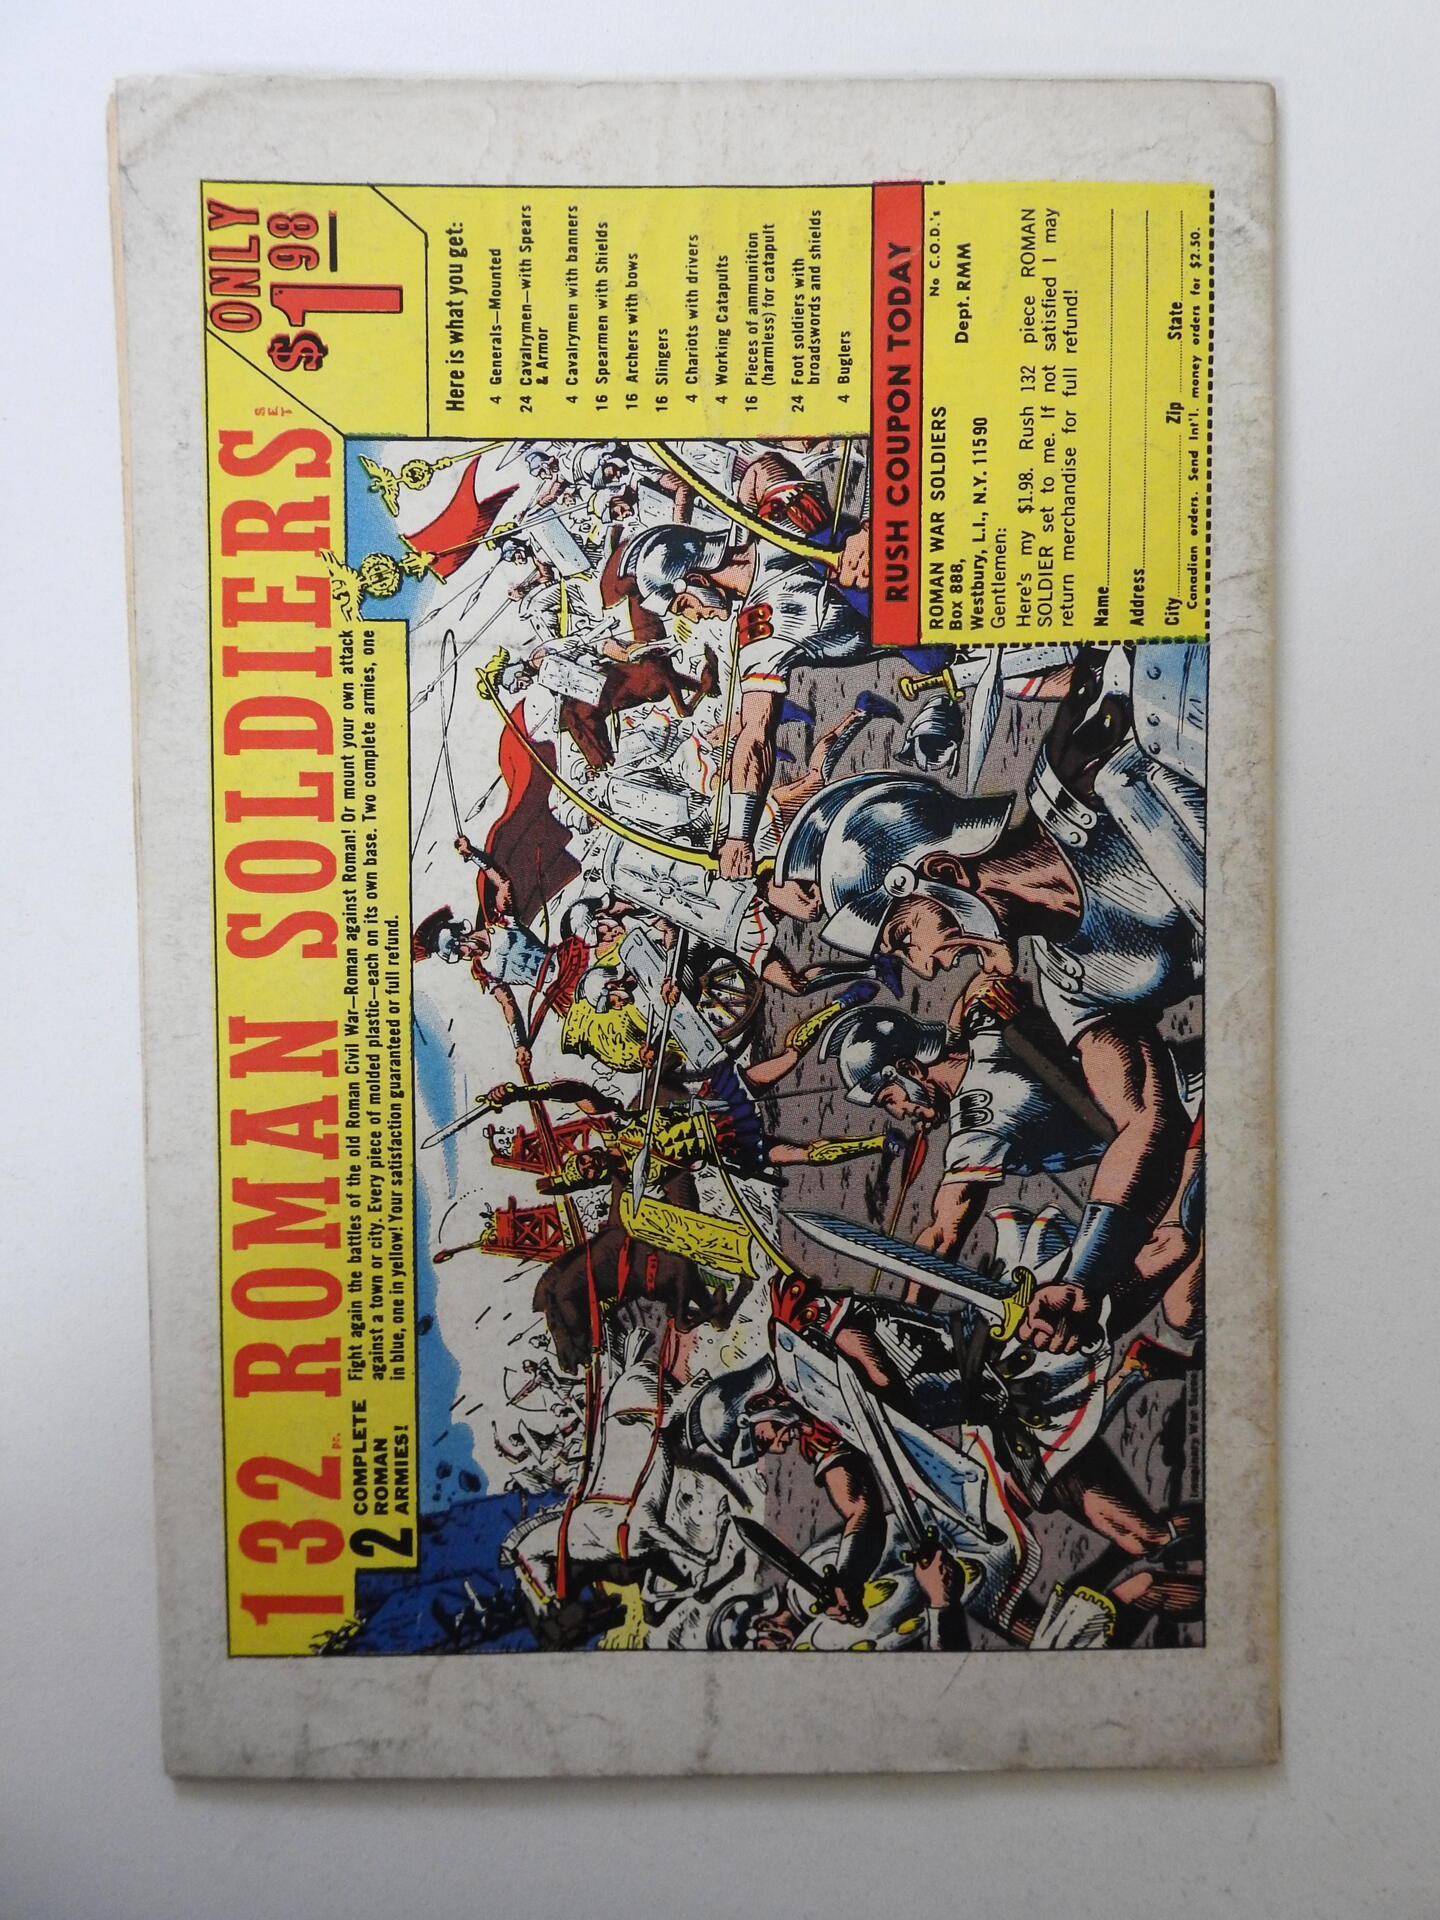 132 PC. ROMAN SOLDIERS SET
ONLY
$1.98
2 COMPLETE
ROMAN
ARMIES!
Fight again the battles of the old Roman Civil War—Roman against Roman! Or mount your own attack
against a town or city. Every piece of molded plastic—each on its own base. Two complete armies, one
in blue, one in yellow! Your satisfaction guaranteed or full refund.
Here is what you get:
4 Generals—Mounted
24 Cavalrymen—with Spears
& Armor
4 Cavalrymen with banners
16 Spearmen with Shields
16 Archers with bows
16 Slingers
4 Chariots with drivers
4 Working Catapults
16 Pieces of ammunition
(harmless) for catapult
24 Foot soldiers with
broadswords and shields
4 Buglers
RUSH COUPON TODAY
ROMAN WAR SOLDIERS No C.O.D.'s
Box 888, Dept. RMM
Westbury, L.I., N.Y. 11590
Gentlemen:
Here's my $1.98. Rush 132 piece ROMAN
SOLDIER set to me. If not satisfied I may
return merchandise for full refund!
Name
Address
City Zip State
Canadian orders. Send Int'l. money orders for $2.50.
Imaginary War Scene